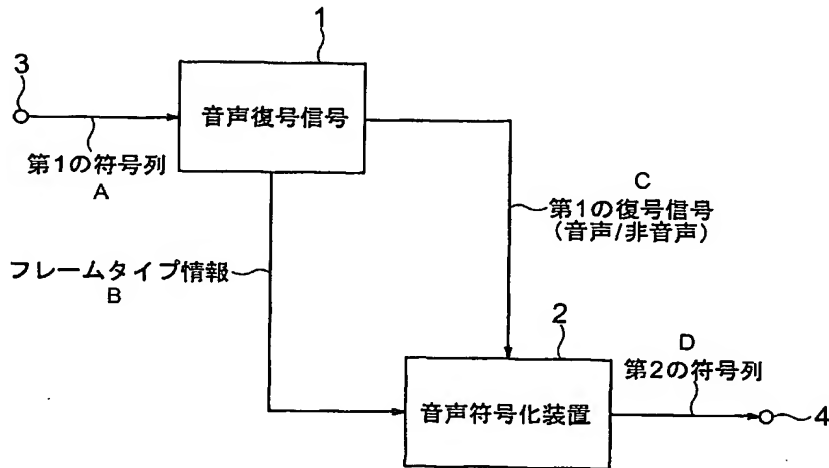 1
3
音声復号信号
第1の符号列
A
C
第1の復号信号
(音声/非音声)
フレームタイプ情報
B
2
D
第2の符号列
音声符号化装置
4